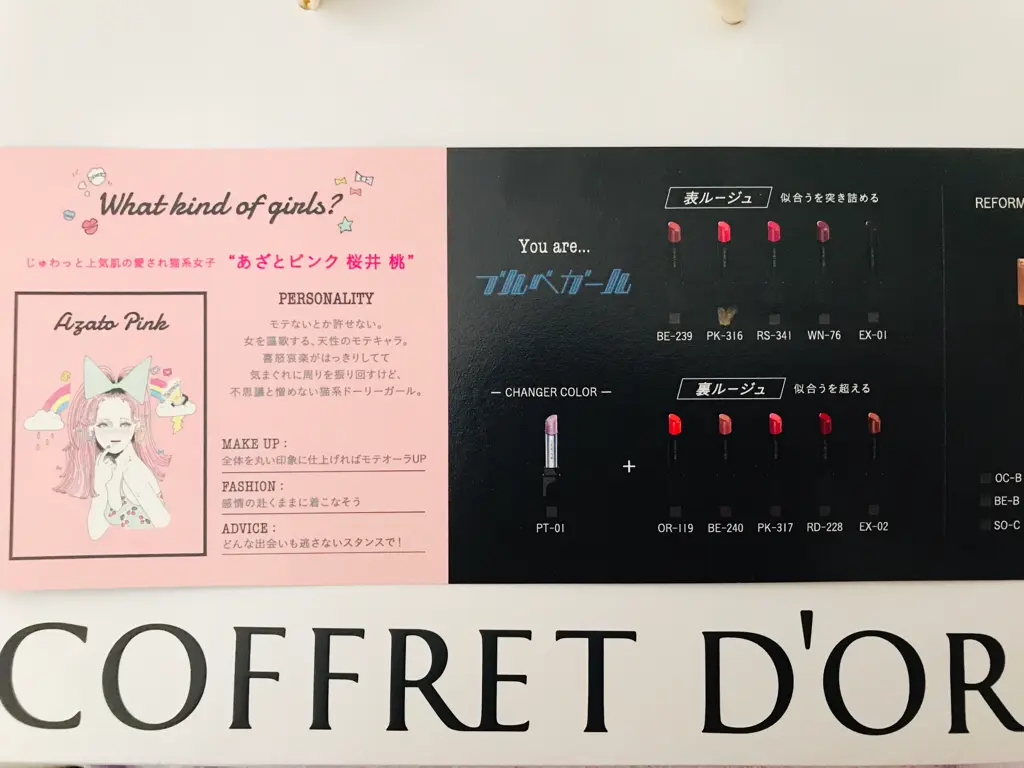 What kind of girls?
じゅわっと上気肌の愛され猫系女子 “あざとピンク 桜井 桃”
Azato Pink
PERSONALITY
モテないとか許せない。
女を謳歌する、天性のモテキャラ。
喜怒哀楽がはっきりしてて
気まぐれに周りを振り回すけど、
不思議と憎めない猫系ドーリーガール。
MAKE UP :
全体を丸い印象に仕上げればモテオーラUP
FASHION :
感情の赴くままに着こなそう
ADVICE :
どんな出会いも逃さないスタンスで!
You are...
ブルベガール
CHANGER COLOR
PT-01
+
表ルージュ 似合うを突き詰める
BE-239 PK-316 RS-341 WN-76 EX-01
裏ルージュ 似合うを超える
OR-119 BE-240 PK-317 RD-228 EX-02
REFORM
OC-B
BE-B
SO-C
COFFRET D'OR